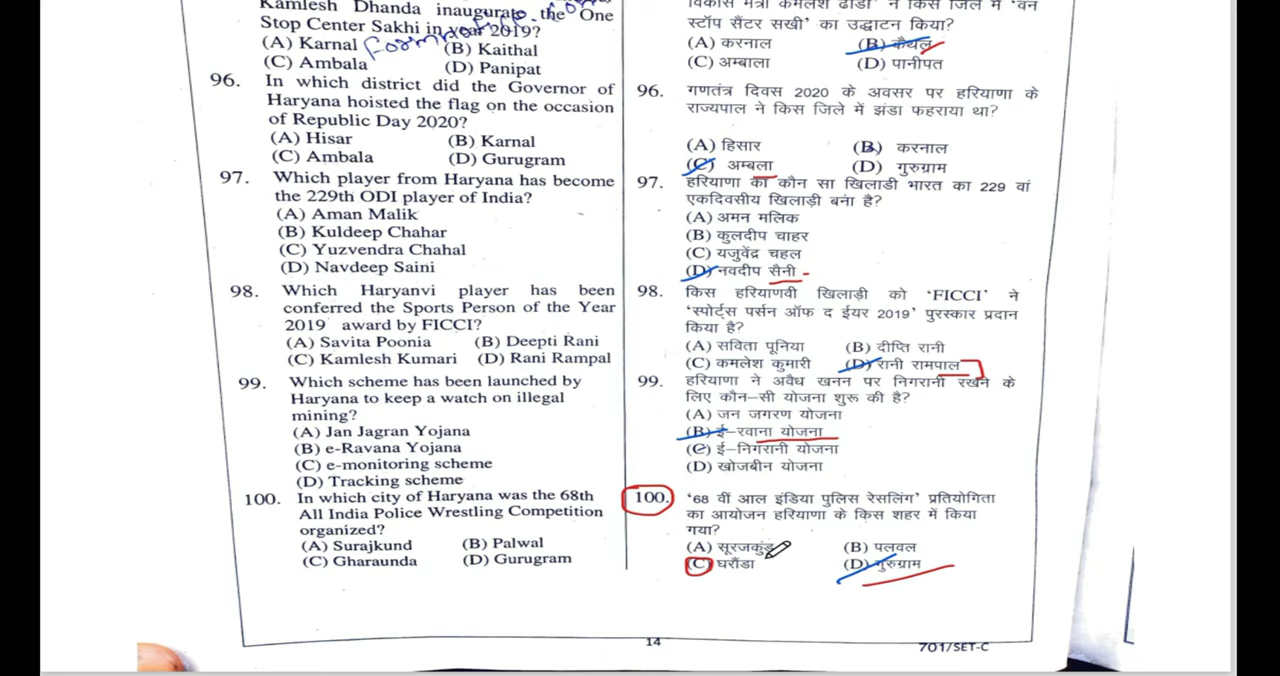 Kamlesh Dhanda inaugurate the One
Stop Center Sakhi in year 2019?
(A) Karnal
(B) Kaithal
(C) Ambala
(D) Panipat
96. In which district did the Governor of
Haryana hoisted the flag on the occasion
of Republic Day 2020?
(A) Hisar
(B) Karnal
(C) Ambala
(D) Gurugram
97. Which player from Haryana has become
the 229th ODI player of India?
(A) Aman Malik
(B) Kuldeep Chahar
(C) Yuzvendra Chahal
(D) Navdeep Saini
98. Which Haryanvi player has been
conferred the Sports Person of the Year
2019 award by FICCI?
(A) Savita Poonia (B) Deepti Rani
(C) Kamlesh Kumari (D) Rani Rampal
99. Which scheme has been launched by
Haryana to keep a watch on illegal
mining?
(A) Jan Jagran Yojana
(B) e-Ravana Yojana
(C) e-monitoring scheme
(D) Tracking scheme
100. In which city of Haryana was the 68th
All India Police Wrestling Competition
organized?
(A) Surajkund (B) Palwal
(C) Gharaunda (D) Gurugram
विकास मंत्री कमलेश ढांडा ने किस जिले में 'वन
स्टॉप सैंटर सखी' का उद्घाटन किया?
(A) करनाल (B) कैथल
(C) अम्बाला (D) पानीपत
96. गणतंत्र दिवस 2020 के अवसर पर हरियाणा के
राज्यपाल ने किस जिले में झंडा फहराया था?
(A) हिसार (B) करनाल
(C) अम्बला (D) गुरुग्राम
97. हरियाणा का कौन सा खिलाडी भारत का 229 वां
एकदिवसीय खिलाड़ी बना है?
(A) अमन मलिक
(B) कुलदीप चाहर
(C) यजुवेंद्र चहल
(D) नवदीप सैनी
98. किस हरियाणवी खिलाड़ी को 'FICCI' ने
'स्पोर्ट्स पर्सन ऑफ द ईयर 2019' पुरस्कार प्रदान
किया है?
(A) सविता पूनिया (B) दीप्ति रानी
(C) कमलेश कुमारी (D) रानी रामपाल
99. हरियाणा ने अवैध खनन पर निगरानी रखने के
लिए कौन-सी योजना शुरू की है?
(A) जन जगरण योजना
(B) ई-रवाना योजना
(C) ई-निगरानी योजना
(D) खोजबीन योजना
100. '68 वीं आल इंडिया पुलिस रेसलिंग' प्रतियोगिता
का आयोजन हरियाणा के किस शहर में किया
गया?
(A) सूरजकुंड (B) पलवल
(C) घरौंडा (D) गुरुग्राम
14
701/SET-C